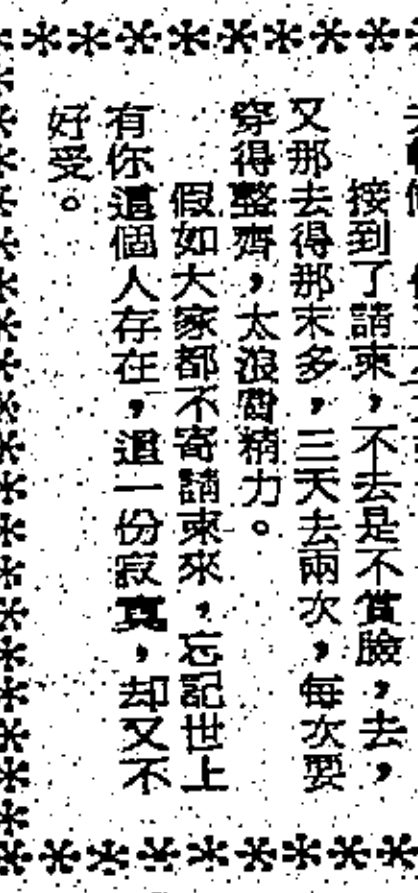 接到了請柬，不去是不賞臉，去，
又那去得那末多，三天去兩次，每次要
穿得整齊，太浪費精力。
假如大家都不寄請柬來，忘記世上
有你這個人存在，這一份寂寞，却又不
好受。